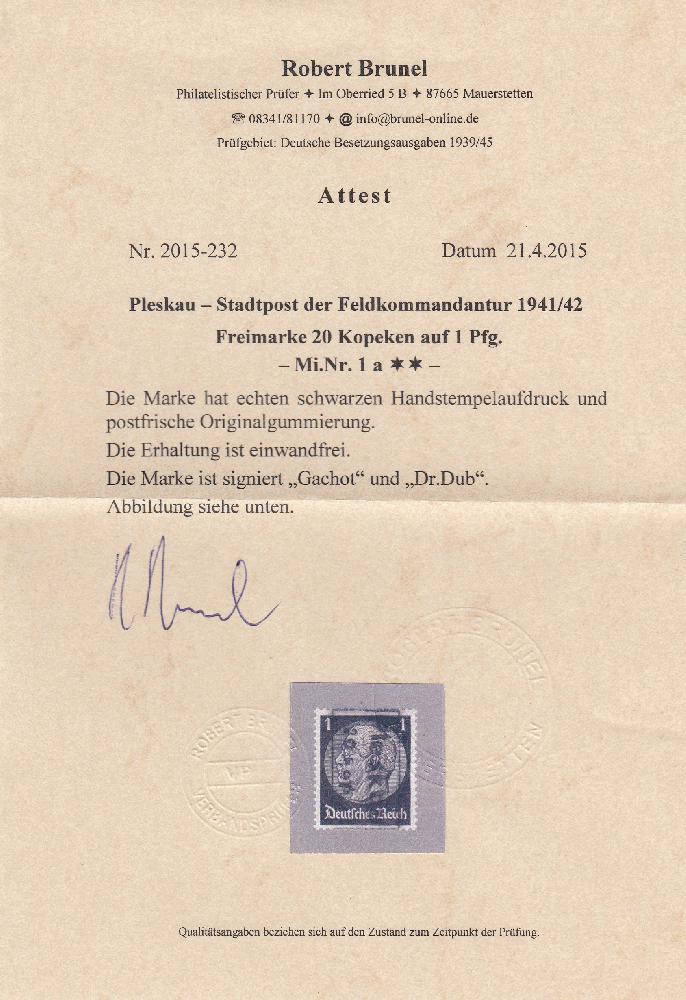 Robert Brunel
Philatelistischer Prüfer ✦ Im Oberried 5 B ✦ 87665 Mauerstetten
☏ 08341/81170 ✦ @ info@brunel-online.de
Prüfgebiet: Deutsche Besetzungsausgaben 1939/45
Attest
Nr. 2015-232 Datum 21.4.2015
Pleskau – Stadtpost der Feldkommandantur 1941/42
Freimarke 20 Kopeken auf 1 Pfg.
– Mi.Nr. 1 a ✶✶ –
Die Marke hat echten schwarzen Handstempelaufdruck und
postfrische Originalgummierung.
Die Erhaltung ist einwandfrei.
Die Marke ist signiert „Gachot“ und „Dr.Dub“.
Abbildung siehe unten.
1 1
Deutsches Reich
Qualitätsangaben beziehen sich auf den Zustand zum Zeitpunkt der Prüfung.